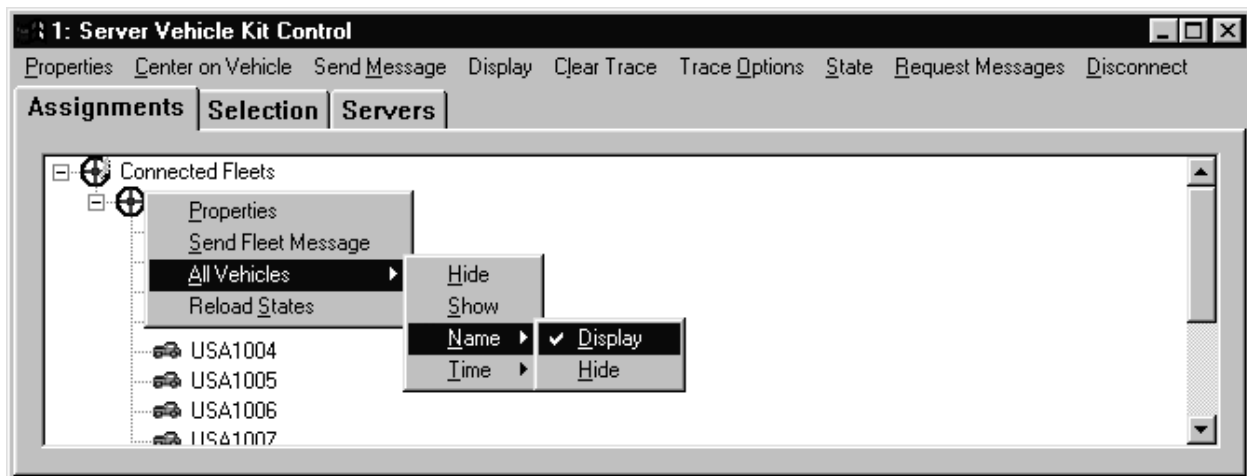 1: Server Vehicle Kit Control
Properties Center on Vehicle Send Message Display Clear Trace Trace Options State Request Messages Disconnect
Assignments Selection Servers
Connected Fleets
Properties
Send Fleet Message
All Vehicles
Reload States
Hide
Show
Name
Time
Display
Hide
USA1004
USA1005
USA1006
USA1007